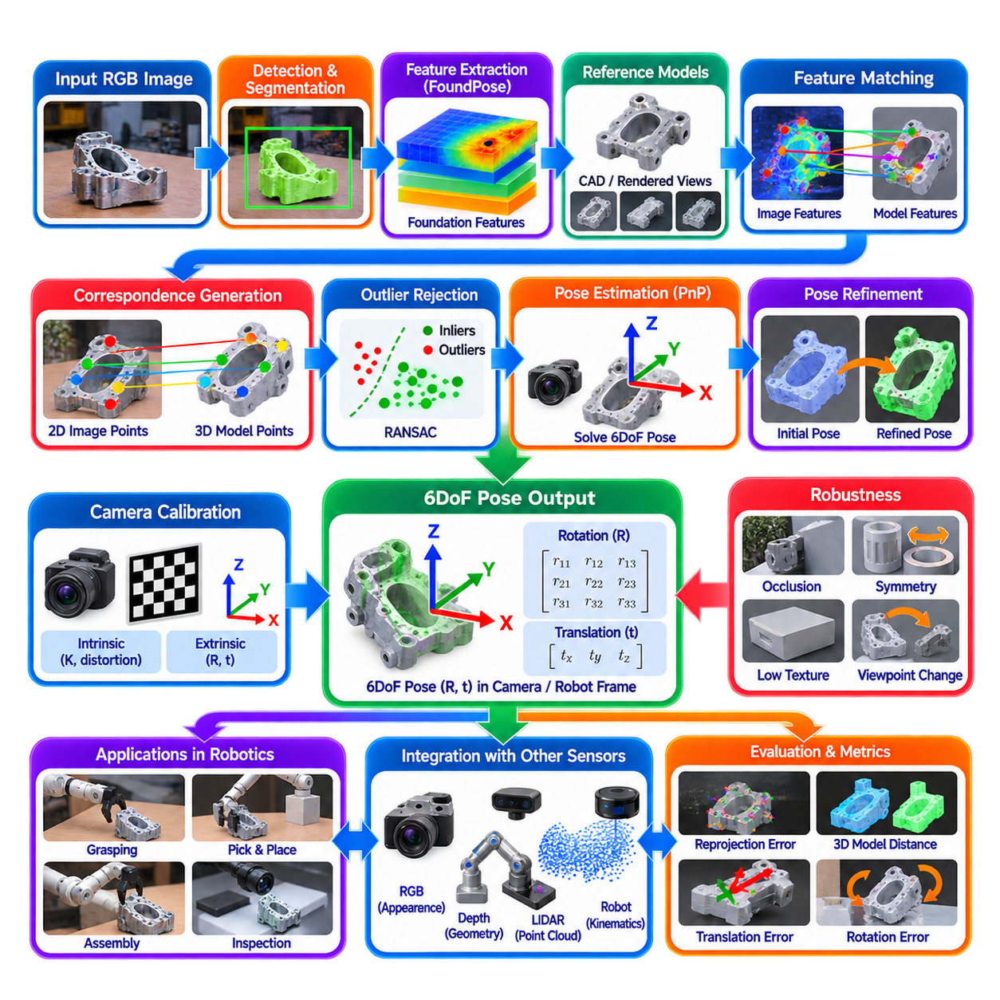 Input RGB Image
Detection &
Segmentation
Feature Extraction
(FoundPose)
Foundation Features
Reference Models
CAD / Rendered Views
Feature Matching
Image Features
Model Features
Correspondence Generation
2D Image Points
3D Model Points
Outlier Rejection
Inliers
Outliers
RANSAC
Pose Estimation (PnP)
Z
Y
X
Solve 6DoF Pose
Pose Refinement
Initial Pose
Refined Pose
Camera Calibration
Z
Y
X
Intrinsic
(K, distortion)
Extrinsic
(R, t)
6DoF Pose Output
Z
Y
X
Rotation (R)
r11 r12 r13
r21 r22 r23
r31 r32 r33
Translation (t)
tx ty tz
6DoF Pose (R, t) in Camera / Robot Frame
Robustness
Occlusion
Symmetry
Low Texture
Viewpoint Change
Applications in Robotics
Grasping
Pick & Place
Assembly
Inspection
Integration with Other Sensors
RGB
(Appearence)
Depth
(Geometry)
LIDAR
(Point Cloud)
Robot
(Kinematics)
Evaluation & Metrics
Reprojection Error
3D Model Distance
Translation Error
Rotation Error